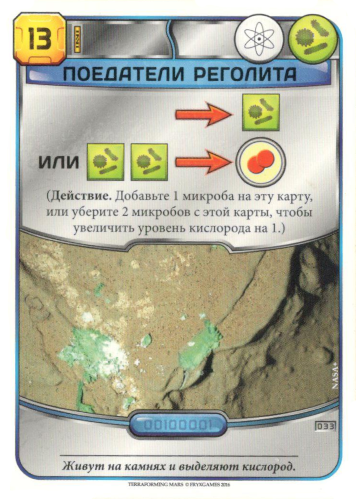 13
ПОЕДАТЕЛИ РЕГОЛИТА
ИЛИ
(Действие. Добавьте 1 микроба на эту карту,
или уберите 2 микробов с этой карты, чтобы
увеличить уровень кислорода на 1.)
NASA+
00100001
033
Живут на камнях и выделяют кислород.
TERRAFORMING MARS © FRYXGAMES 2016